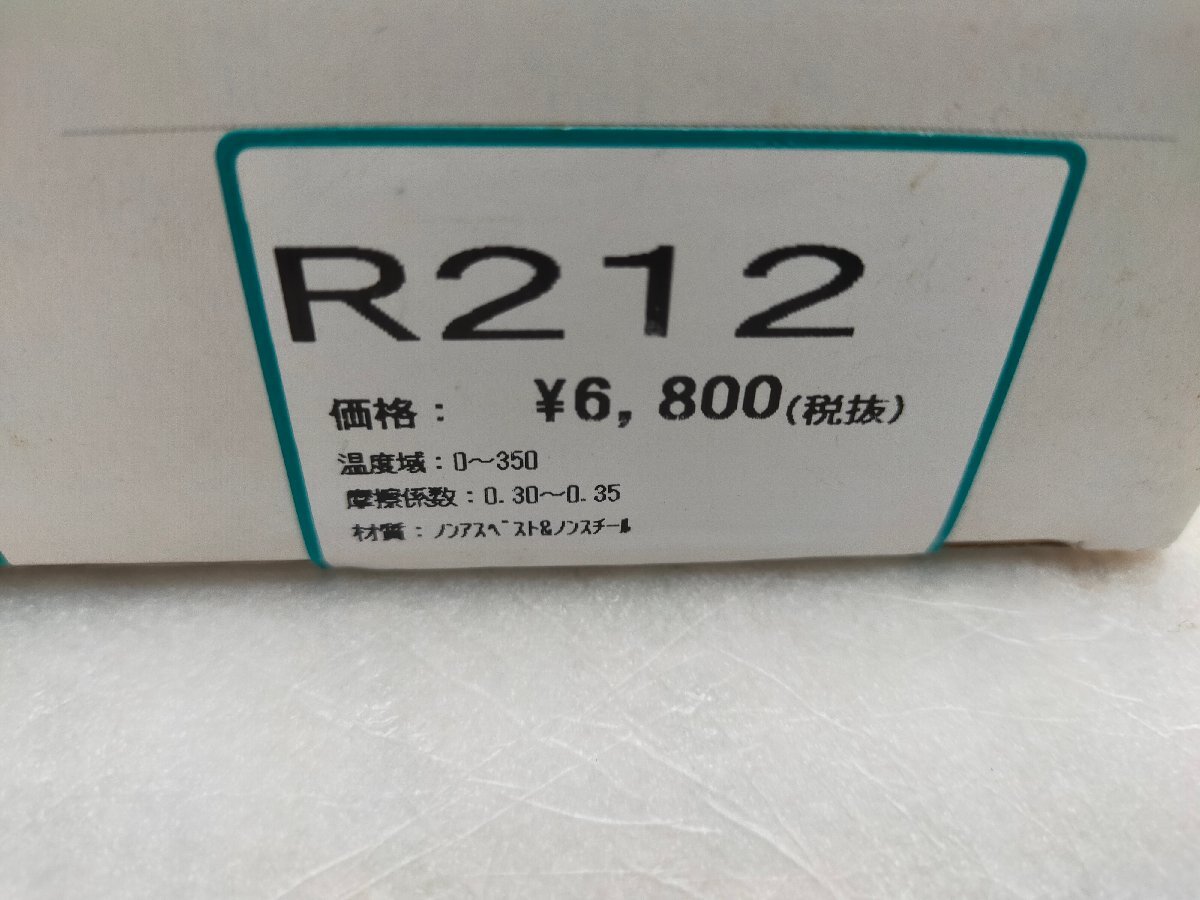 R212
価格: ¥6,800(税抜)
温度域:0~350
摩擦係数:0.30~0.35
材質:ノンアスベスト&ノンスチール